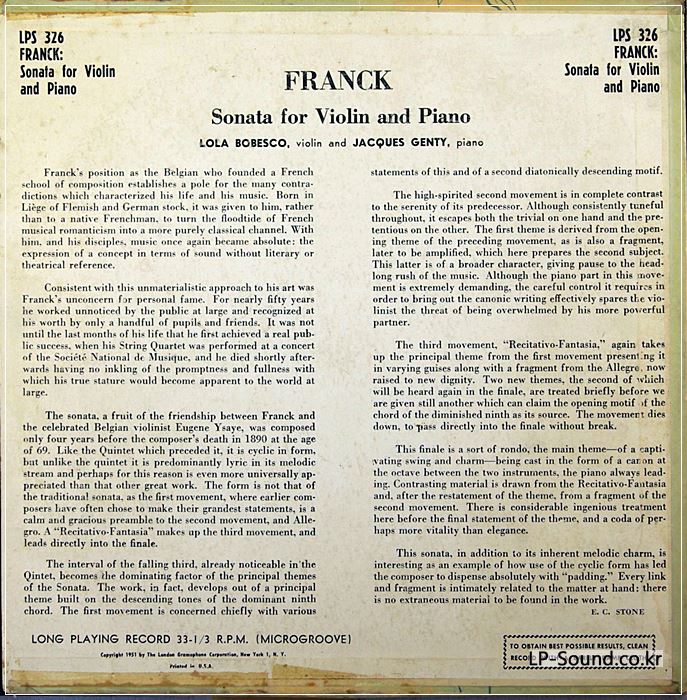 LPS 326
FRANCK:
Sonata for Violin
and Piano
LPS 326
FRANCK:
Sonata for Violin
and Piano
FRANCK
Sonata for Violin and Piano
LOLA BOBESCO, violin and JACQUES GENTY, piano
Franck's position as the Belgian who founded a French
school of composition establishes a pole for the many contra-
dictions which characterized his life and his music. Born in
Liège of Flemish and German stock, it was given to him, rather
than to a native Frenchman, to turn the floodtide of French
musical romanticism into a more purely classical channel. With
him, and his disciples, music once again became absolute: the
expression of a concept in terms of sound without literary or
theatrical reference.
Consistent with this unmaterialistic approach to his art was
Franck's unconcern for personal fame. For nearly fifty years
he worked unnoticed by the public at large and recognized at
his worth by only a handful of pupils and friends. It was not
until the last months of his life that he first achieved a real pub-
lic success, when his String Quartet was performed at a concert
of the Société National de Musique, and he died shortly after-
wards having no inkling of the promptness and fullness with
which his true stature would become apparent to the world at
large.
The sonata, a fruit of the friendship between Franck and
the celebrated Belgian violinist Eugene Ysaye, was composed
only four years before the composer's death in 1890 at the age
of 69. Like the Quintet which preceded it, it is cyclic in form,
but unlike the quintet it is predominantly lyric in its melodic
stream and perhaps for this reason is even more universally ap-
preciated than that other great work. The form is not that of
the traditional sonata, as the first movement, where earlier com-
posers have often chose to make their grandest statements, is a
calm and gracious preamble to the second movement, and Alle-
gro. A "Recitativo-Fantasia" makes up the third movement, and
leads directly into the finale.
The interval of the falling third, already noticeable in the
Qintet, becomes the dominating factor of the principal themes
of the Sonata. The work, in fact, develops out of a principal
theme built on the descending tones of the dominant ninth
chord. The first movement is concerned chiefly with various
statements of this and of a second diatonically descending motif.
The high-spirited second movement is in complete contrast
to the serenity of its predecessor. Although consistently tuneful
throughout, it escapes both the trivial on one hand and the pre-
tentious on the other. The first theme is derived from the open-
ing theme of the preceding movement, as is also a fragment,
later to be amplified, which here prepares the second subject.
This latter is of a broader character, giving pause to the head-
long rush of the music. Although the piano part in this move-
ment is extremely demanding, the careful control it requires in
order to bring out the canonic writing effectively spares the vio-
linist the threat of being overwhelmed by his more powerful
partner.
The third movement, "Recitativo-Fantasia," again takes
up the principal theme from the first movement presenting it
in varying guises along with a fragment from the Allegro, now
raised to new dignity. Two new themes, the second of which
will be heard again in the finale, are treated briefly before we
are given still another which can claim the opening motif of the
chord of the diminished ninth as its source. The movement dies
down, to pass directly into the finale without break.
This finale is a sort of rondo, the main theme—of a capti-
vating swing and charm—being cast in the form of a canon at
the octave between the two instruments, the piano always lead-
ing. Contrasting material is drawn from the Recitativo-Fantasia
and, after the restatement of the theme, from a fragment of the
second movement. There is considerable ingenious treatment
here before the final statement of the theme, and a coda of per-
haps more vitality than elegance.
This sonata, in addition to its inherent melodic charm, is
interesting as an example of how use of the cyclic form has led
the composer to dispense absolutely with "padding." Every link
and fragment is intimately related to the matter at hand: there
is no extraneous material to be found in the work.
E. C. STONE
LONG PLAYING RECORD 33-1/3 R.P.M. (MICROGROOVE)
Copyright 1951 by The London Gramophone Corporation, New York 1, N. Y.
Printed in U.S.A.
TO OBTAIN BEST POSSIBLE RESULTS, CLEAN
LP-Sound.co.kr